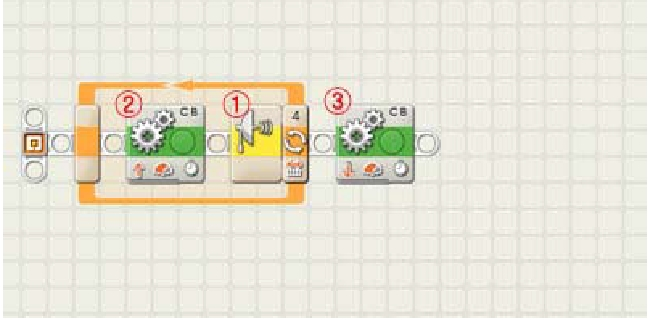 ② CB ① 4 ③ CB